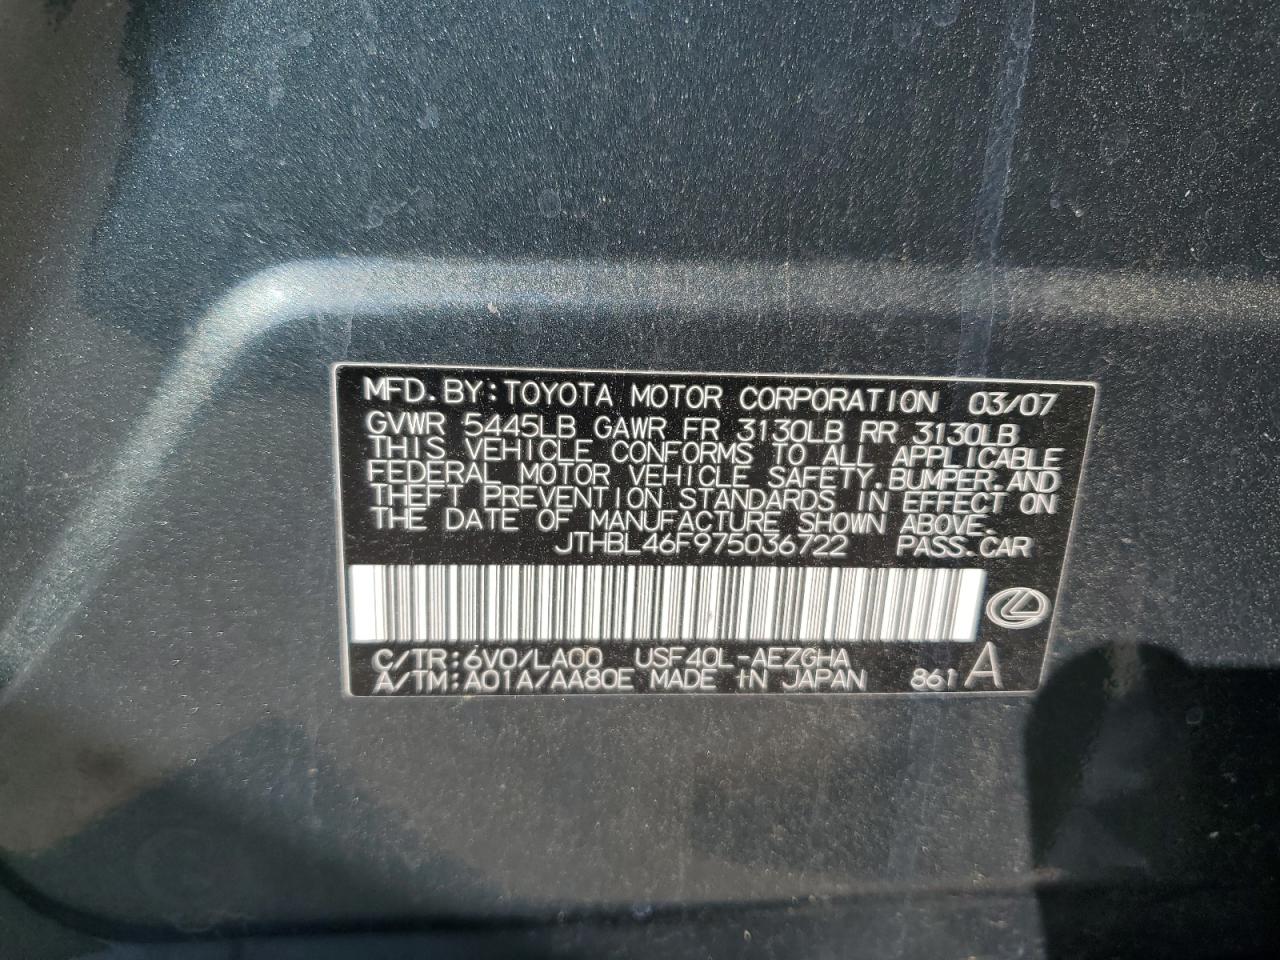 MFD.BY:TOYOTA MOTOR CORPORATION 03/07
GVWR 5445LB GAWR FR 3130LB RR 3130LB
THIS VEHICLE CONFORMS TO ALL APPLICABLE
FEDERAL MOTOR VEHICLE SAFETY,BUMPER,AND
THEFT PREVENTION STANDARDS IN EFFECT ON
THE DATE OF MANUFACTURE SHOWN ABOVE.
JTHBL46F975036722 PASS.CAR
C/TR:6V0/LA00 USF40L-AEZGHA
A/TM:A01A/AA80E MADE IN JAPAN 861 A